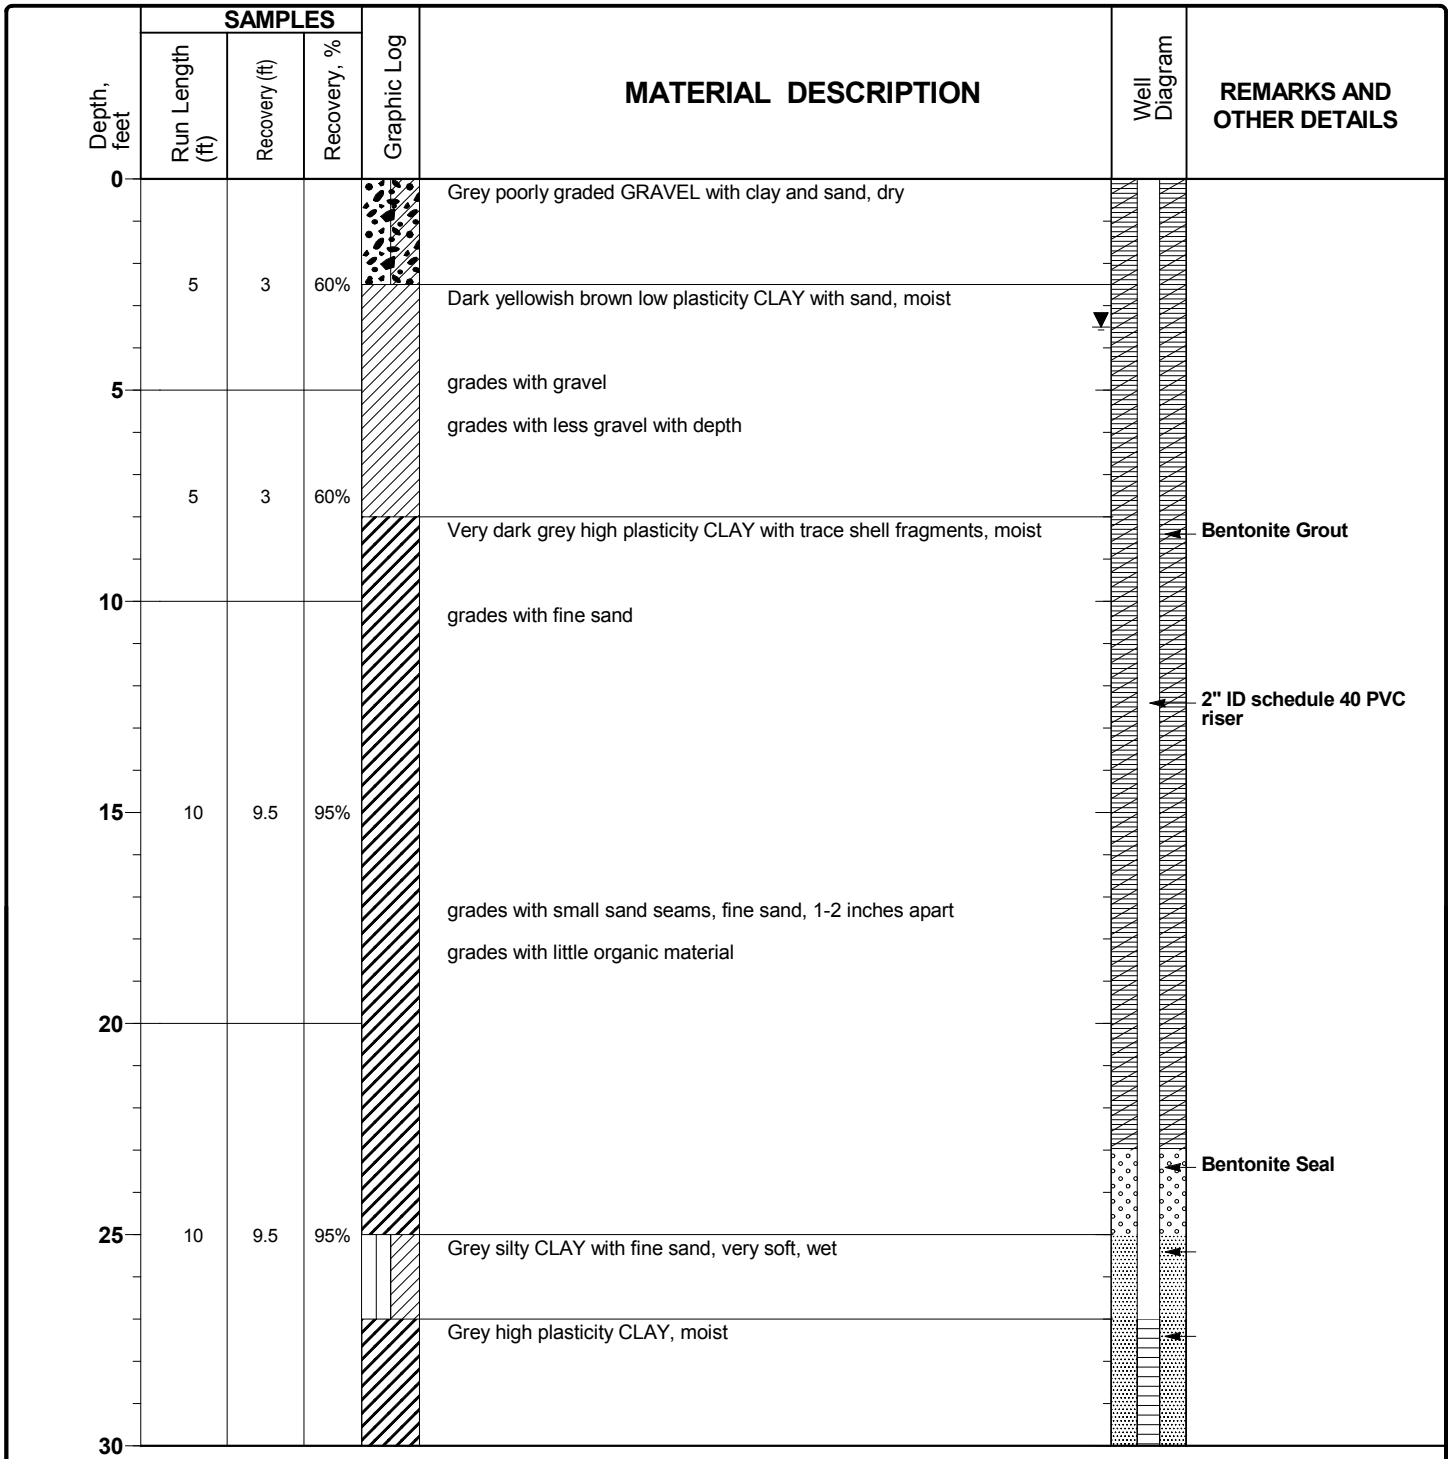 SAMPLES
Depth,
feet
Run Length
(ft)
Recovery (ft)
Recovery, %
Graphic Log
MATERIAL DESCRIPTION
Well
Diagram
REMARKS AND
OTHER DETAILS
0
Grey poorly graded GRAVEL with clay and sand, dry
5 3 60%
Dark yellowish brown low plasticity CLAY with sand, moist
5
grades with gravel
grades with less gravel with depth
5 3 60%
Very dark grey high plasticity CLAY with trace shell fragments, moist
Bentonite Grout
10
grades with fine sand
2" ID schedule 40 PVC
riser
15
10 9.5 95%
grades with small sand seams, fine sand, 1-2 inches apart
grades with little organic material
20
Bentonite Seal
25
10 9.5 95%
Grey silty CLAY with fine sand, very soft, wet
Grey high plasticity CLAY, moist
30